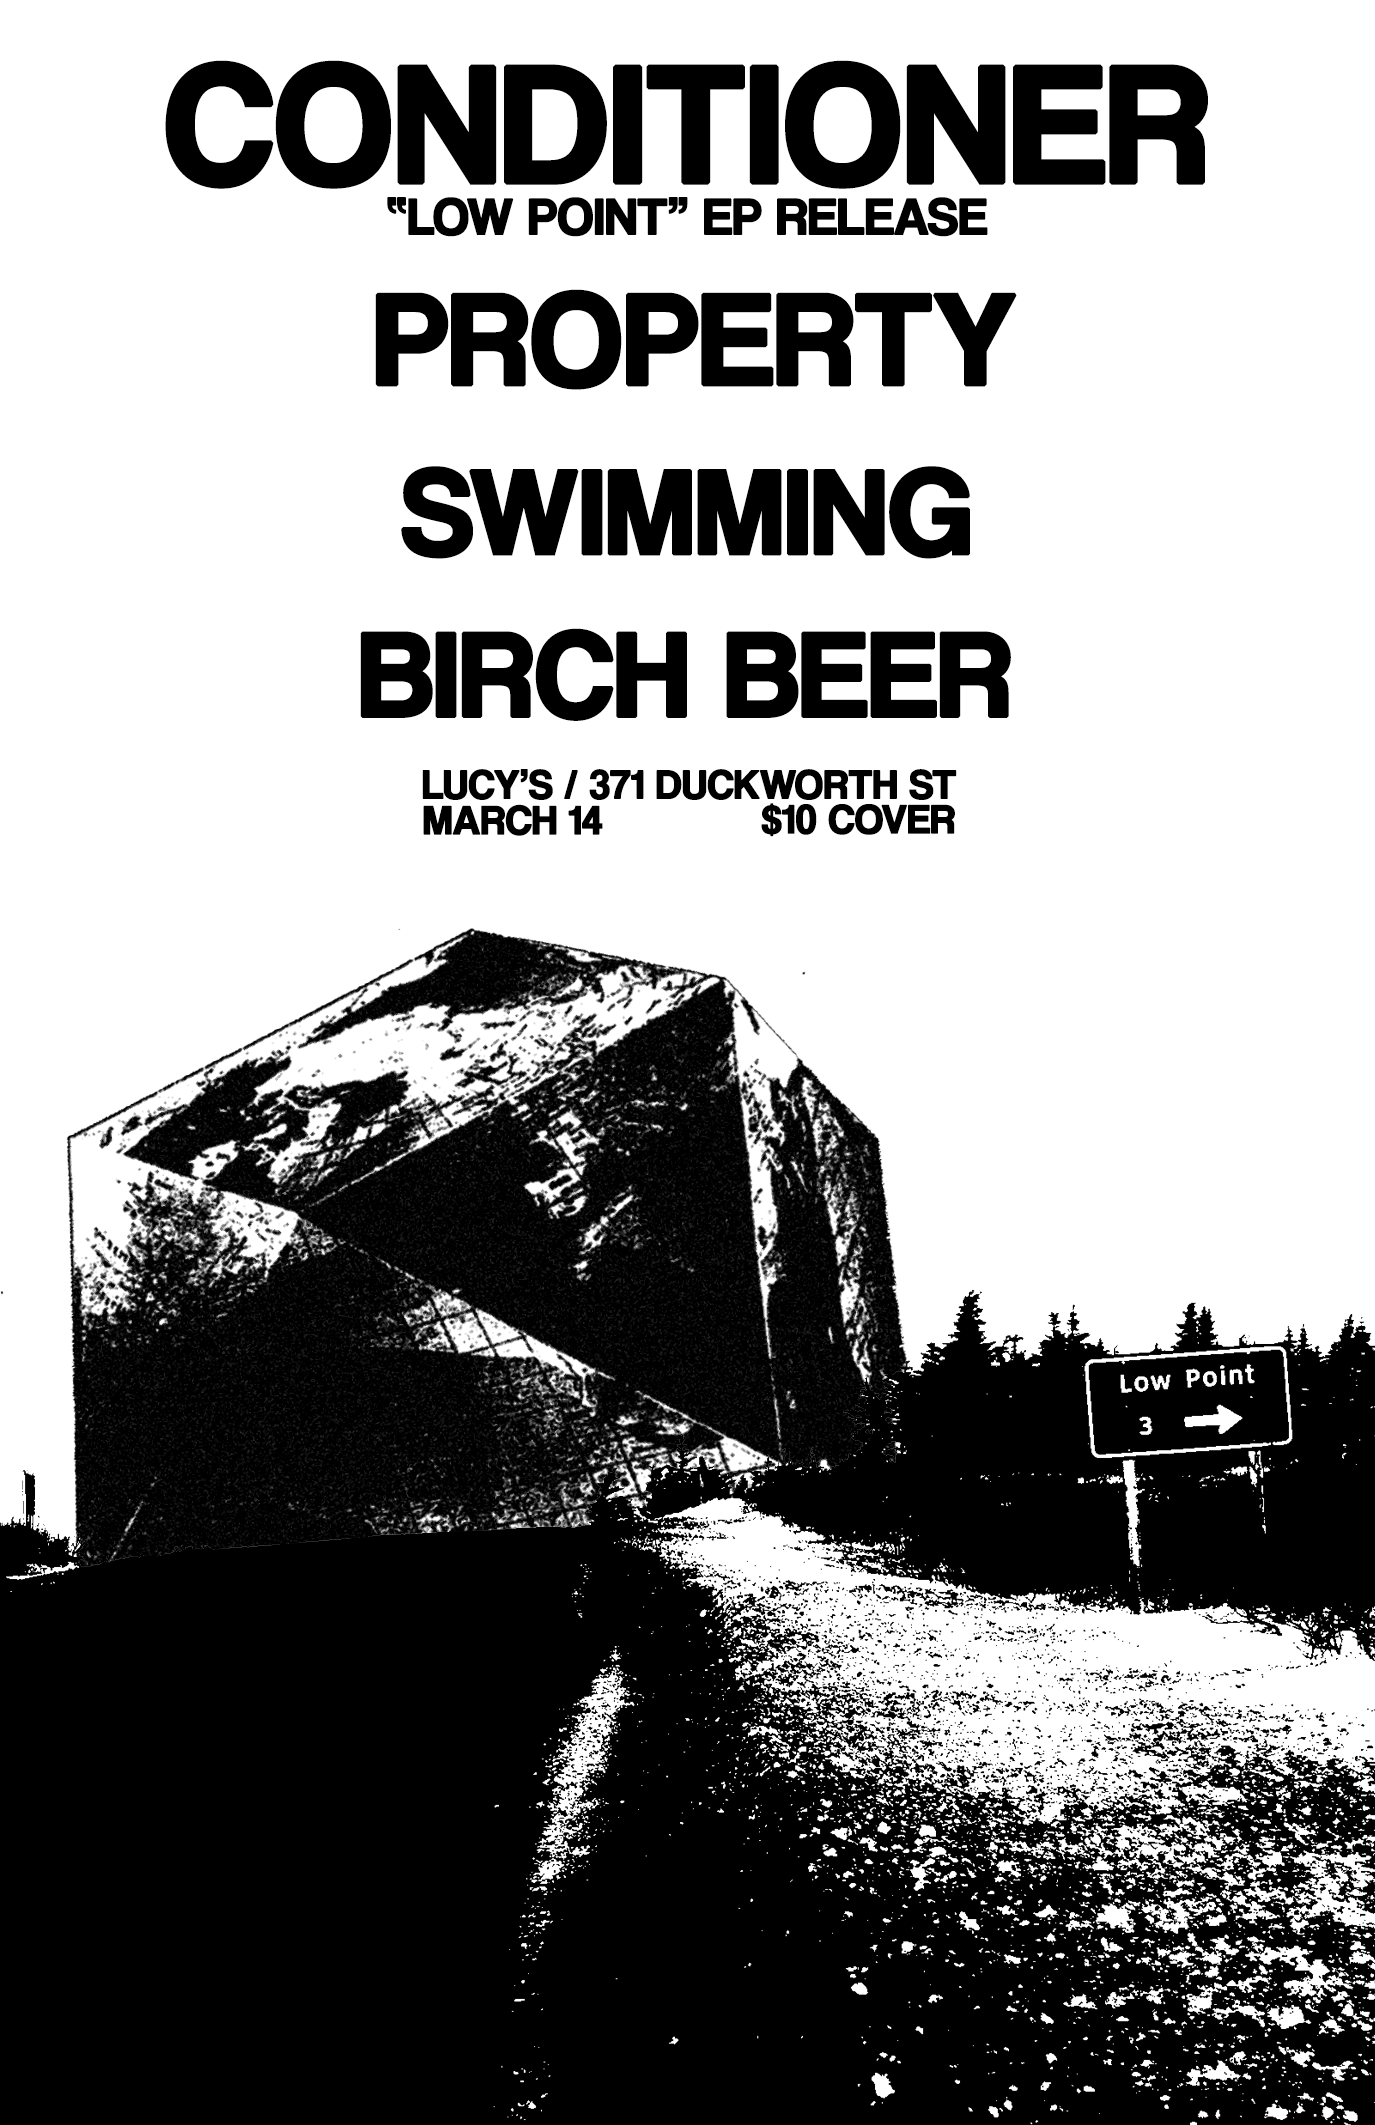 CONDITIONER
“LOW POINT” EP RELEASE
PROPERTY
SWIMMING
BIRCH BEER
LUCY’S / 371 DUCKWORTH ST
MARCH 14 $10 COVER
Low Point
3 →